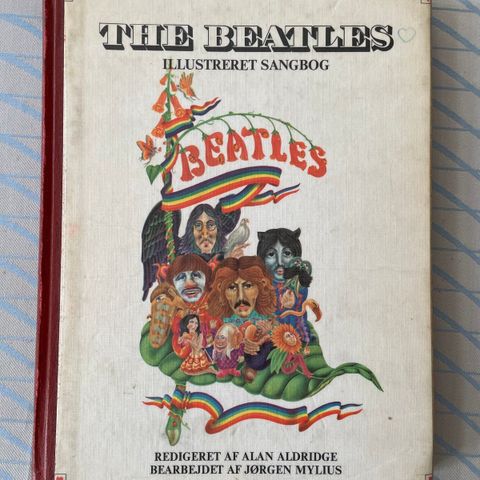 THE BEATLES
ILLUSTRERET SANGBOG
BEATLES
REDIGERET AF ALAN ALDRIDGE
BEARBEJDET AF JØRGEN MYLIUS